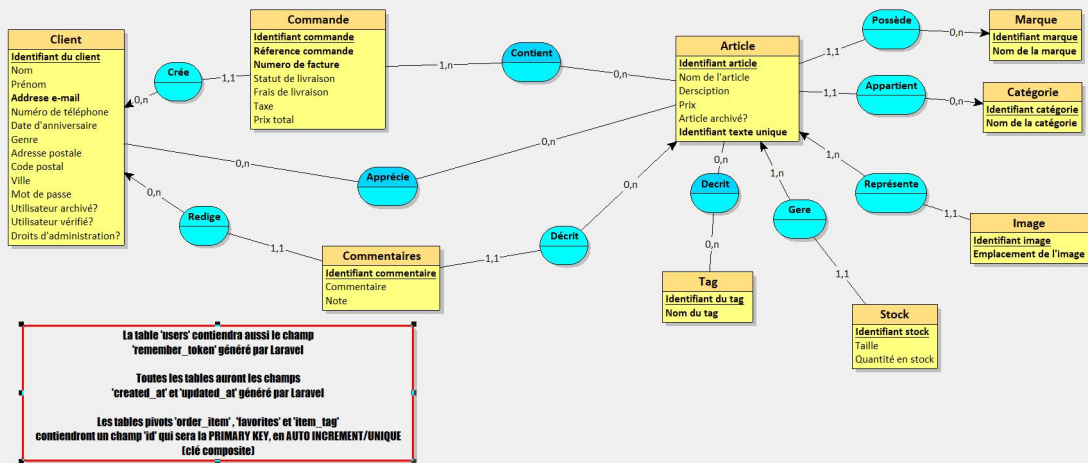 Client
Identifiant du client
Nom
Prénom
Addrese e-mail
Numéro de téléphone
Date d'anniversaire
Genre
Adresse postale
Code postal
Ville
Mot de passe
Utilisateur archivé?
Utilisateur vérifié?
Droits d'administration?
Crée
0,n
1,1
Commande
Identifiant commande
Réference commande
Numero de facture
Statut de livraison
Frais de livraison
Taxe
Prix total
1,n
Contient
0,n
Article
Identifiant article
Nom de l'article
Dersciption
Prix
Article archivé?
Identifiant texte unique
1,1
Possède
0,n
Marque
Identifiant marque
Nom de la marque
1,1
Appartient
0,n
Catégorie
Identifiant catégorie
Nom de la catégorie
0,n
Apprécie
0,n
0,n
Redige
1,1
Commentaires
Identifiant commentaire
Commentaire
Note
1,1
Décrit
0,n
0,n
Decrit
0,n
Tag
Identifiant du tag
Nom du tag
1,n
Gere
1,1
Stock
Identifiant stock
Taille
Quantité en stock
1,n
Représente
1,1
Image
Identifiant image
Emplacement de l'image
La table 'users' contiendra aussi le champ
'remember_token' généré par Laravel
Toutes les tables auront les champs
'created_at' et 'updated_at' généré par Laravel
Les tables pivots 'order_item' , 'favorites' et 'item_tag'
contiendront un champ 'id' qui sera la PRIMARY KEY, en AUTO INCREMENT/UNIQUE
(clé composite)